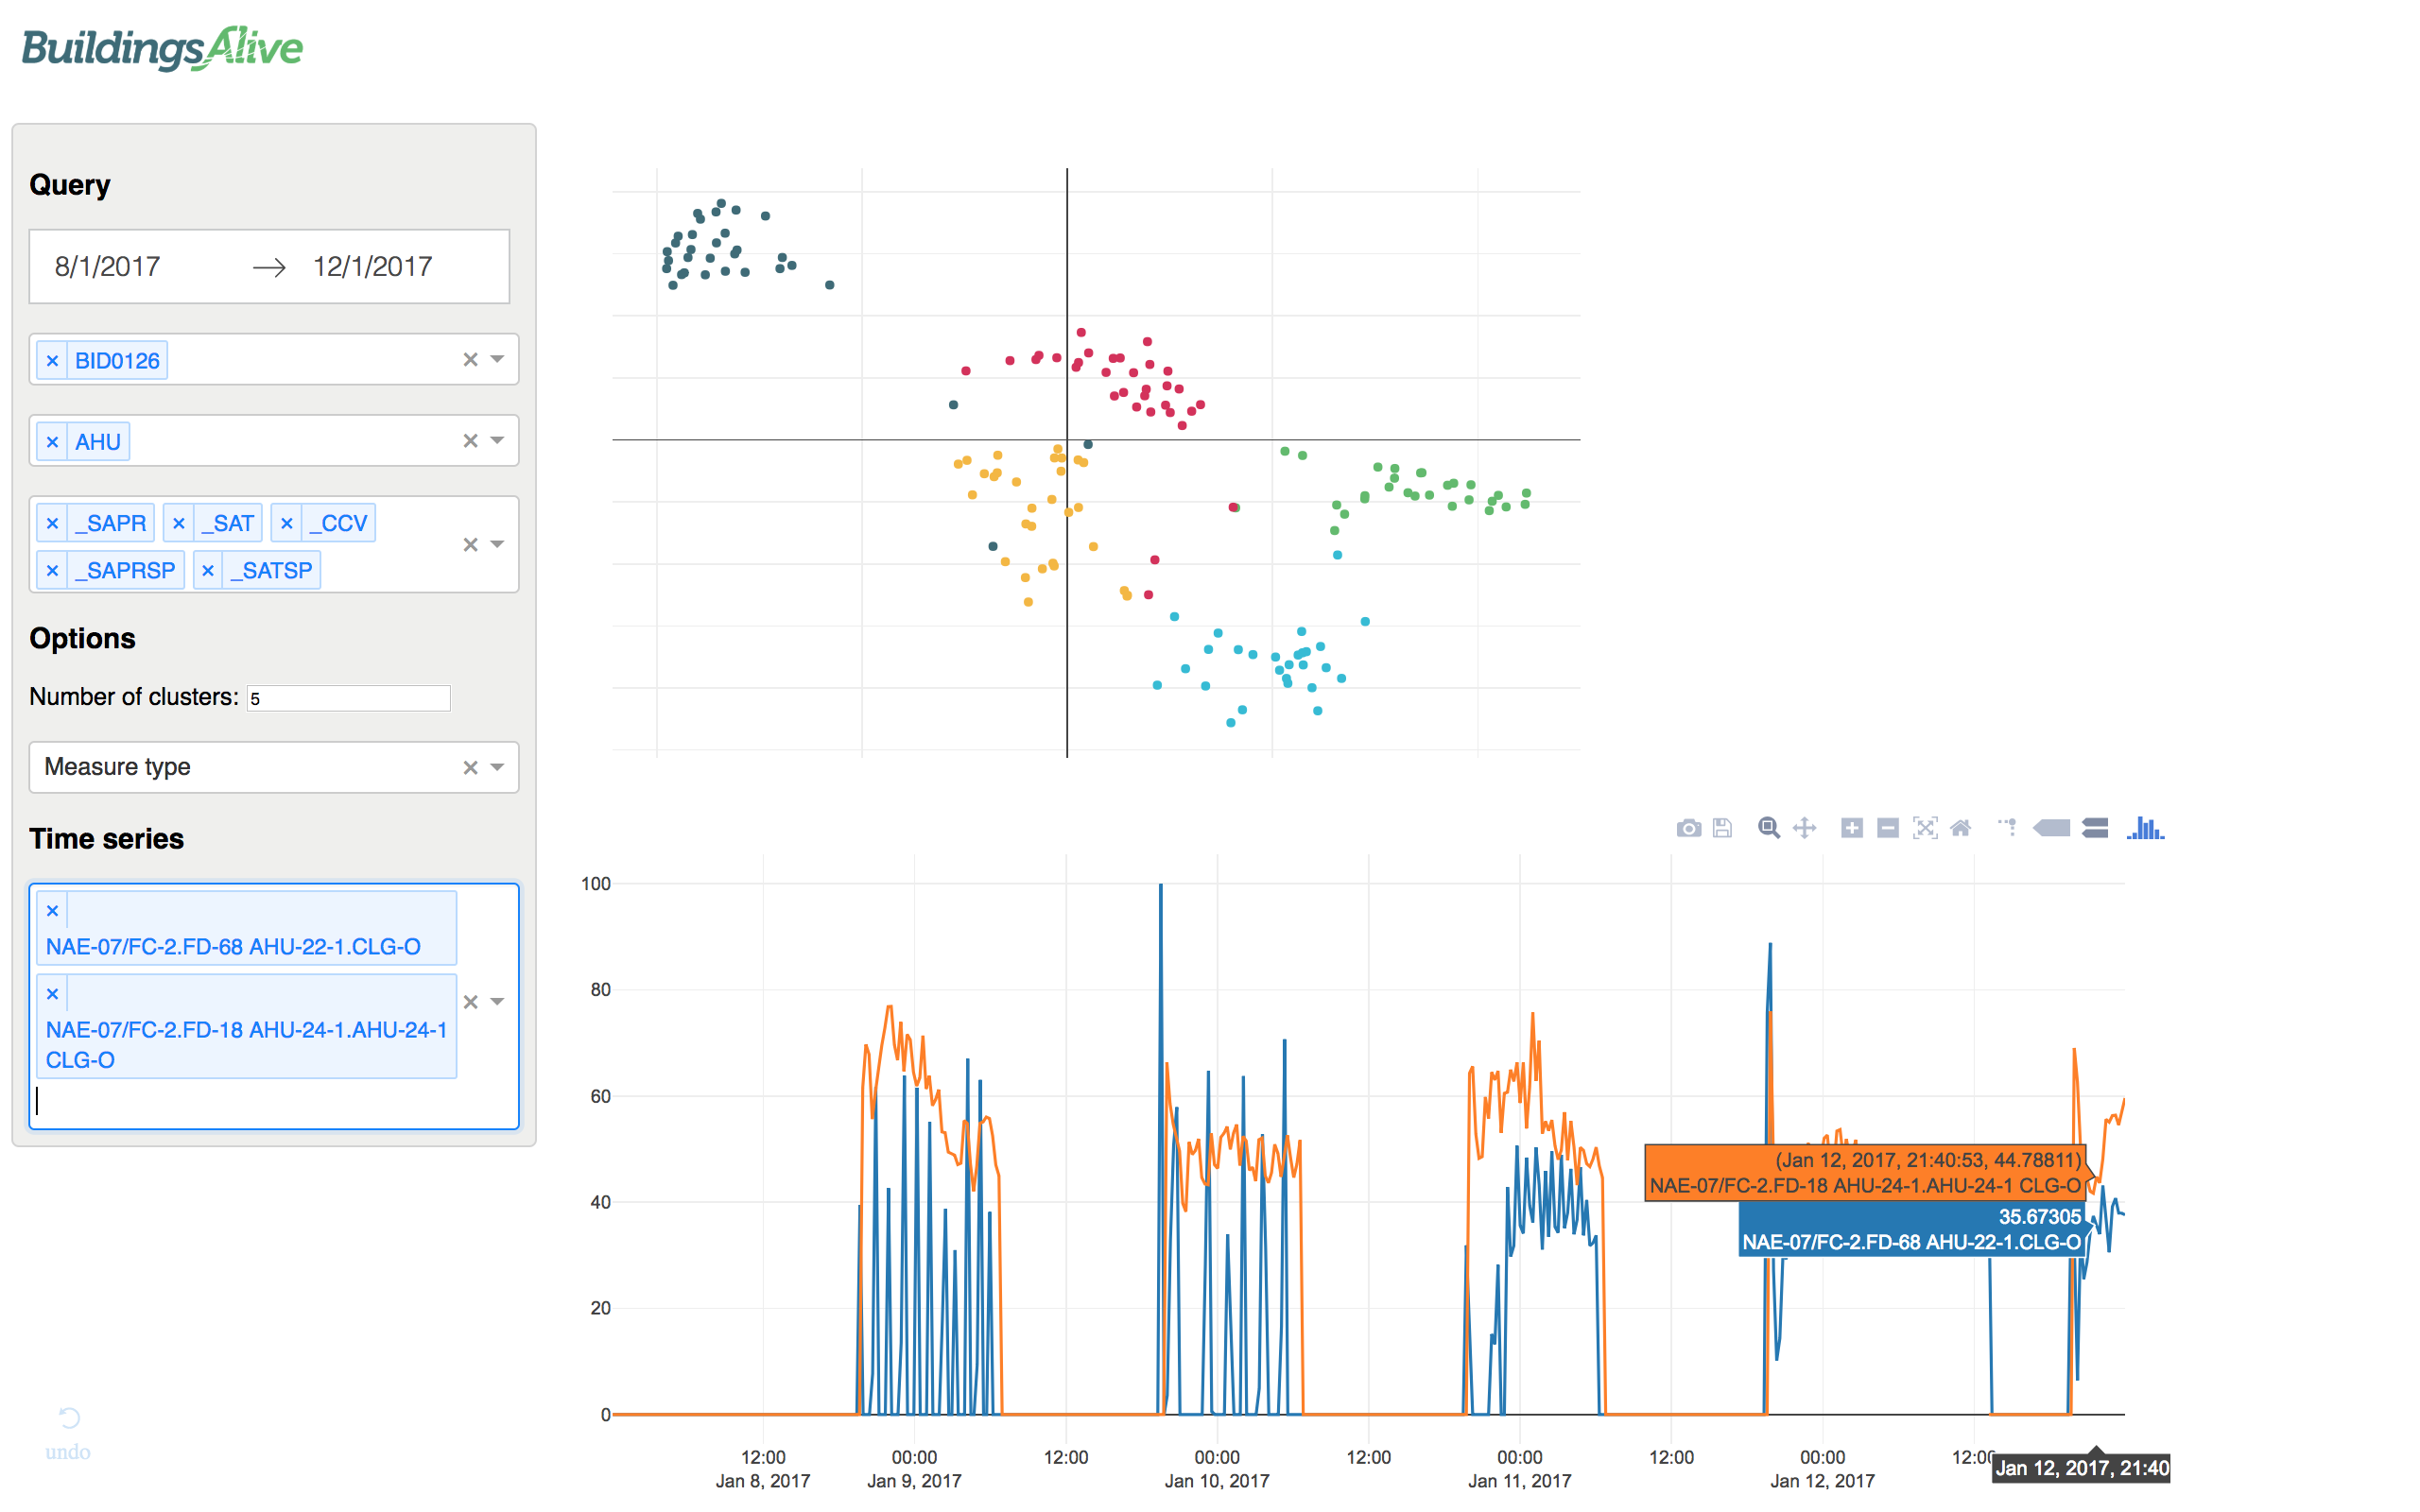 BuildingsAlive
Query
8/1/2017 → 12/1/2017
× BID0126
× AHU
× _SAPR × _SAT × _CCV
× _SAPRSP × _SATSP
Options
Number of clusters: 5
Measure type
Time series
×
NAE-07/FC-2.FD-68 AHU-22-1.CLG-O
×
NAE-07/FC-2.FD-18 AHU-24-1.AHU-24-1
CLG-O
undo
100
80
60
40
20
0
(Jan 12, 2017, 21:40:53, 44.78811)
NAE-07/FC-2.FD-18 AHU-24-1.AHU-24-1 CLG-O
35.67305
NAE-07/FC-2.FD-68 AHU-22-1.CLG-O
12:00 00:00 12:00 00:00 12:00 00:00 12:00 00:00 12:00
Jan 8, 2017 Jan 9, 2017 Jan 10, 2017 Jan 11, 2017 Jan 12, 2017
Jan 12, 2017, 21:40